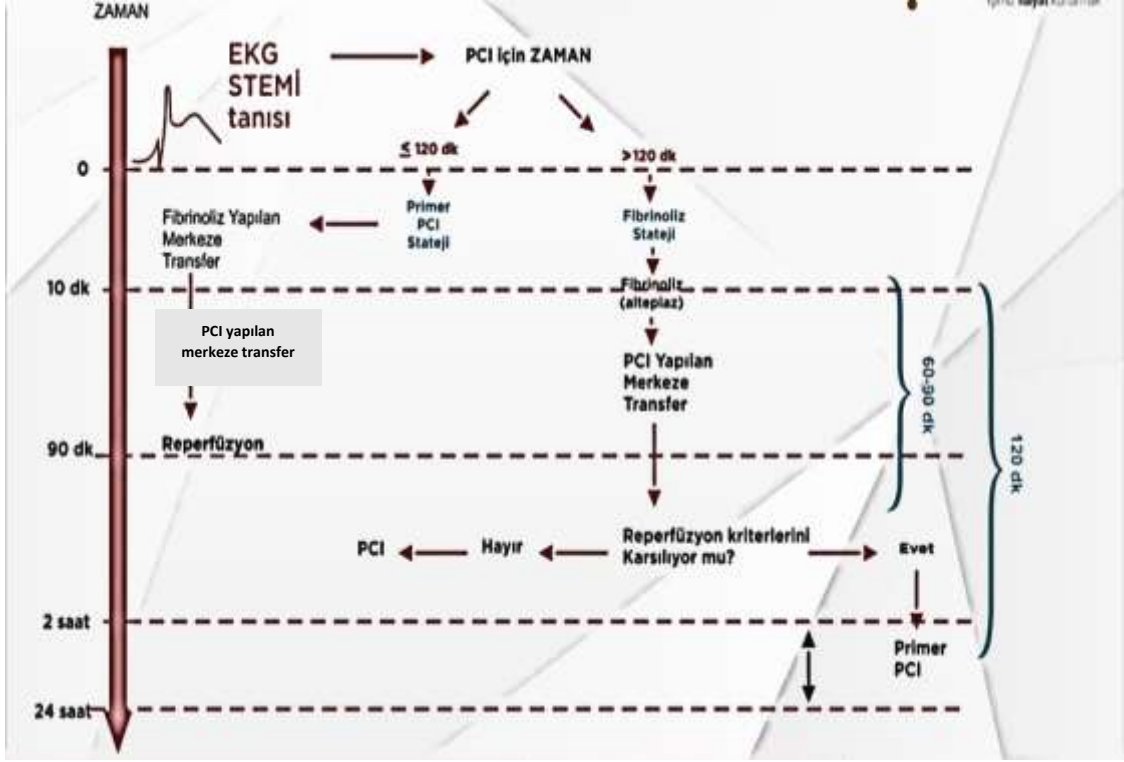 ZAMAN
hayat
EKG
STEMİ
tanısı
PCI için ZAMAN
≤ 120 dk
>120 dk
0
Fibrinoliz Yapılan
Merkeze
Transfer
Primer
PCI
Stateji
Fibrinoliz
Stateji
10 dk
Fibrinoliz
(alteplaz)
PCI yapılan
merkeze transfer
PCI Yapılan
Merkeze
Transfer
60-90 dk
120 dk
Reperfüzyon
90 dk
PCI
Hayır
Reperfüzyon kriterlerini
Karsılıyor mu?
Evet
2 saat
Primer
PCI
24 saat